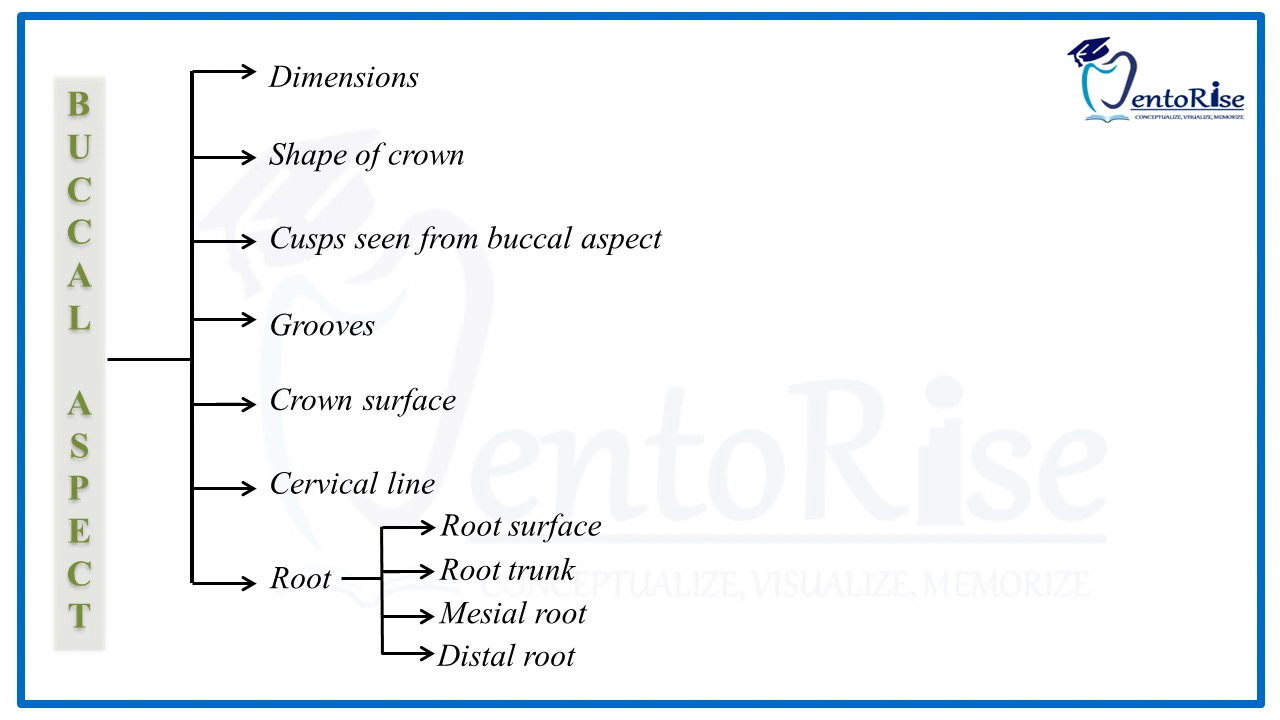 BUCCAL ASPECT
Dimensions
Shape of crown
Cusps seen from buccal aspect
Grooves
Crown surface
Cervical line
Root
Root surface
Root trunk
Mesial root
Distal root
entoRise
CONCEPTUALIZE, VISUALIZE, MEMORIZE
entoRise
CONCEPTUALIZE, VISUALIZE, MEMORIZE